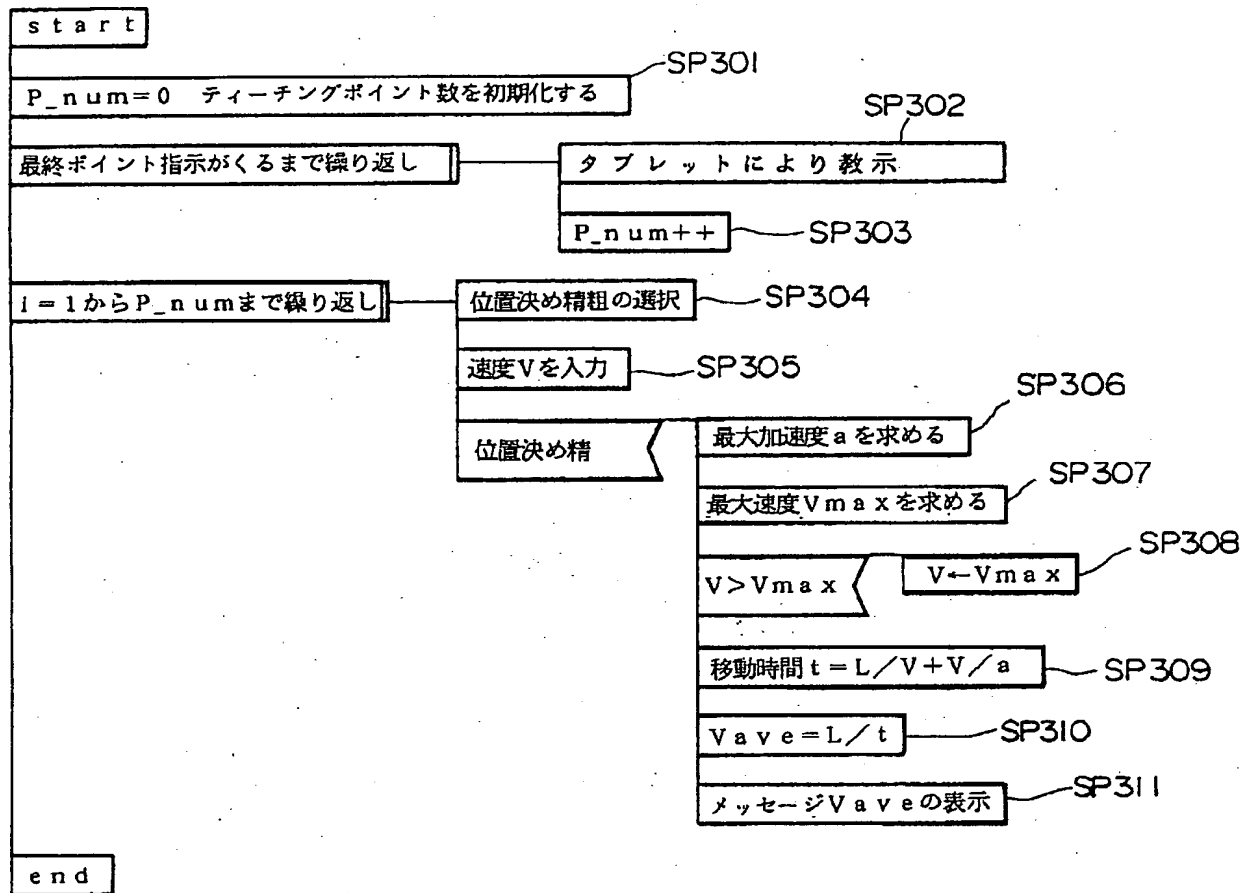 start
SP301
P_num=0 ティーチングポイント数を初期化する
SP302
最終ポイント指示がくるまで繰り返し
タブレットにより教示
P_num++
SP303
i=1からP_numまで繰り返し
位置決め精粗の選択
SP304
速度Vを入力
SP305
SP306
位置決め精
最大加速度aを求める
SP307
最大速度Vmaxを求める
SP308
V>Vmax
V←Vmax
移動時間t=L/V+V/a
SP309
Vave=L/t
SP310
メッセージVaveの表示
SP311
end